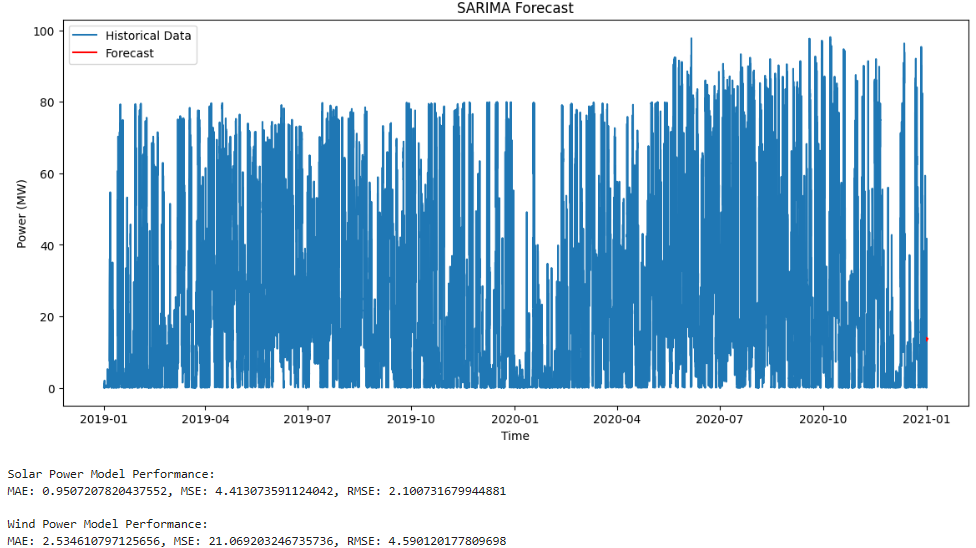 SARIMA Forecast
Historical Data
Forecast
100
80
60
40
20
0
Power (MW)
2019-01 2019-04 2019-07 2019-10 2020-01 2020-04 2020-07 2020-10 2021-01
Time
Solar Power Model Performance:
MAE: 0.9507207820437552, MSE: 4.413073591124042, RMSE: 2.100731679944881
Wind Power Model Performance:
MAE: 2.534610797125656, MSE: 21.069203246735736, RMSE: 4.590120177809698